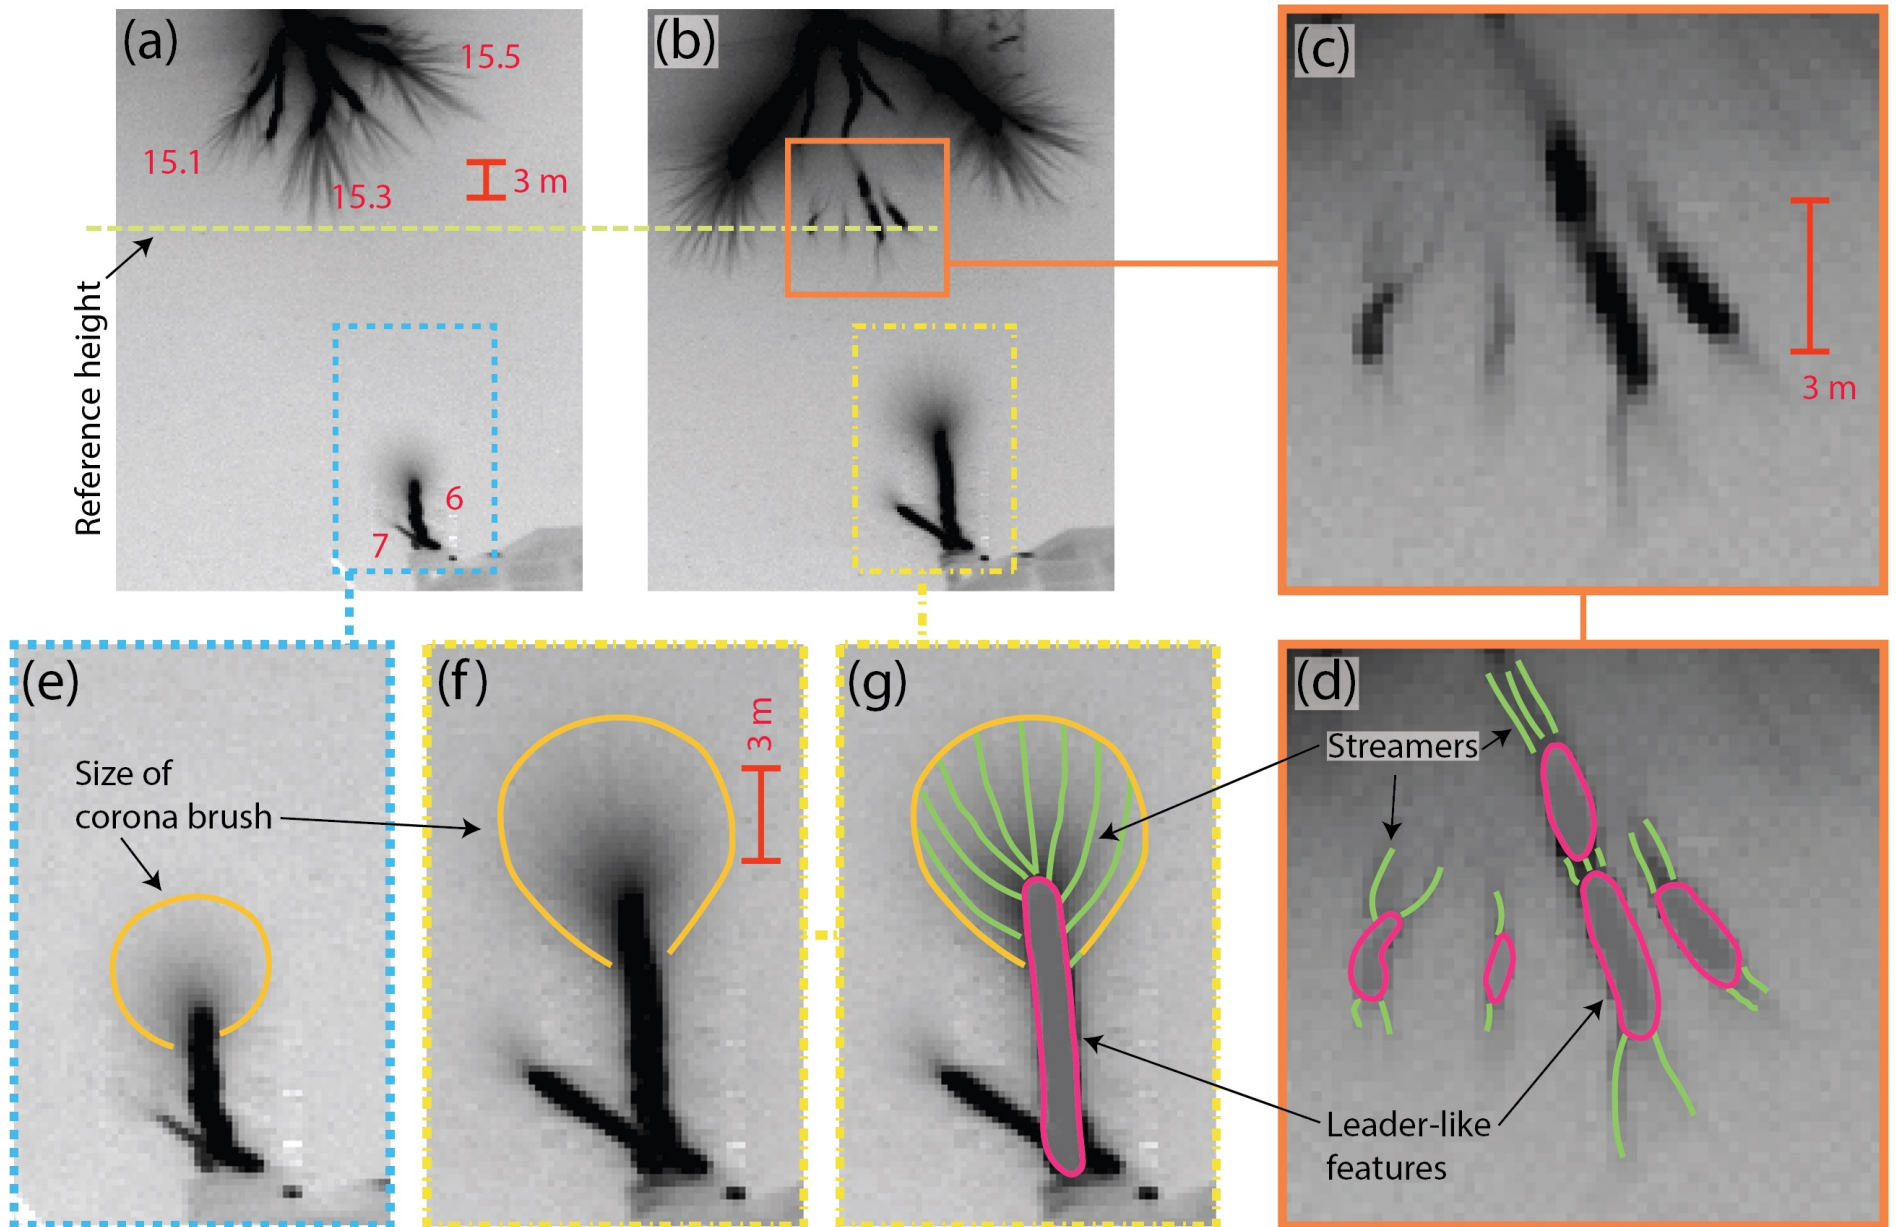 (a)
15.5
15.1
15.3
3 m
Reference height
6
7
(b)
(c)
3 m
(e)
Size of
corona brush
(f)
3 m
(g)
(d)
Streamers
Leader-like
features